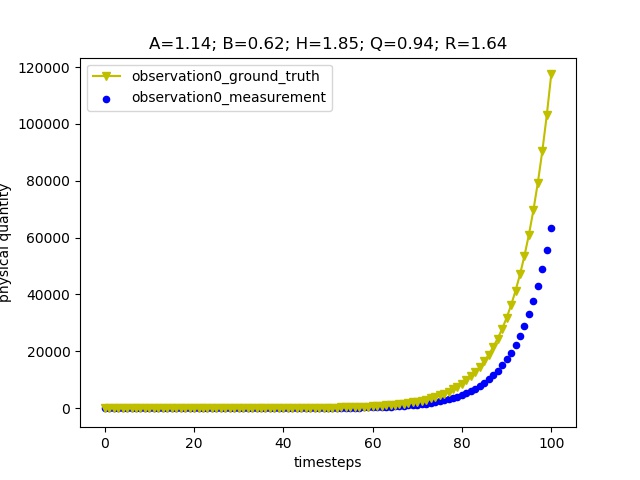 A=1.14; B=0.62; H=1.85; Q=0.94; R=1.64
observation0_ground_truth
observation0_measurement
physical quantity
120000
100000
80000
60000
40000
20000
0
0 20 40 60 80 100
timesteps